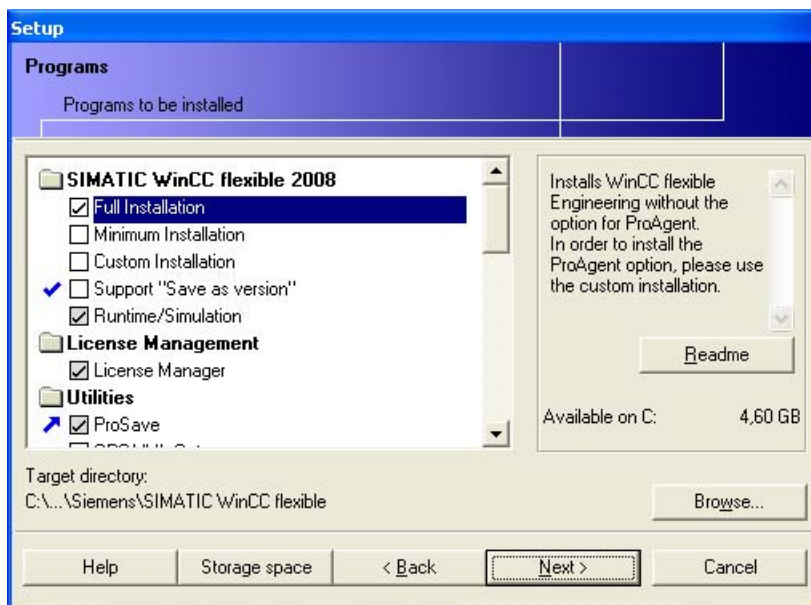 Setup
Programs
Programs to be installed
SIMATIC WinCC flexible 2008
Full Installation
Minimum Installation
Custom Installation
Support "Save as version"
Runtime/Simulation
License Management
License Manager
Utilities
ProSave
Installs WinCC flexible
Engineering without the
option for ProAgent.
In order to install the
ProAgent option, please use
the custom installation.
Readme
Available on C: 4,60 GB
Target directory:
C:\...\Siemens\SIMATIC WinCC flexible
Browse...
Help
Storage space
< Back
Next >
Cancel